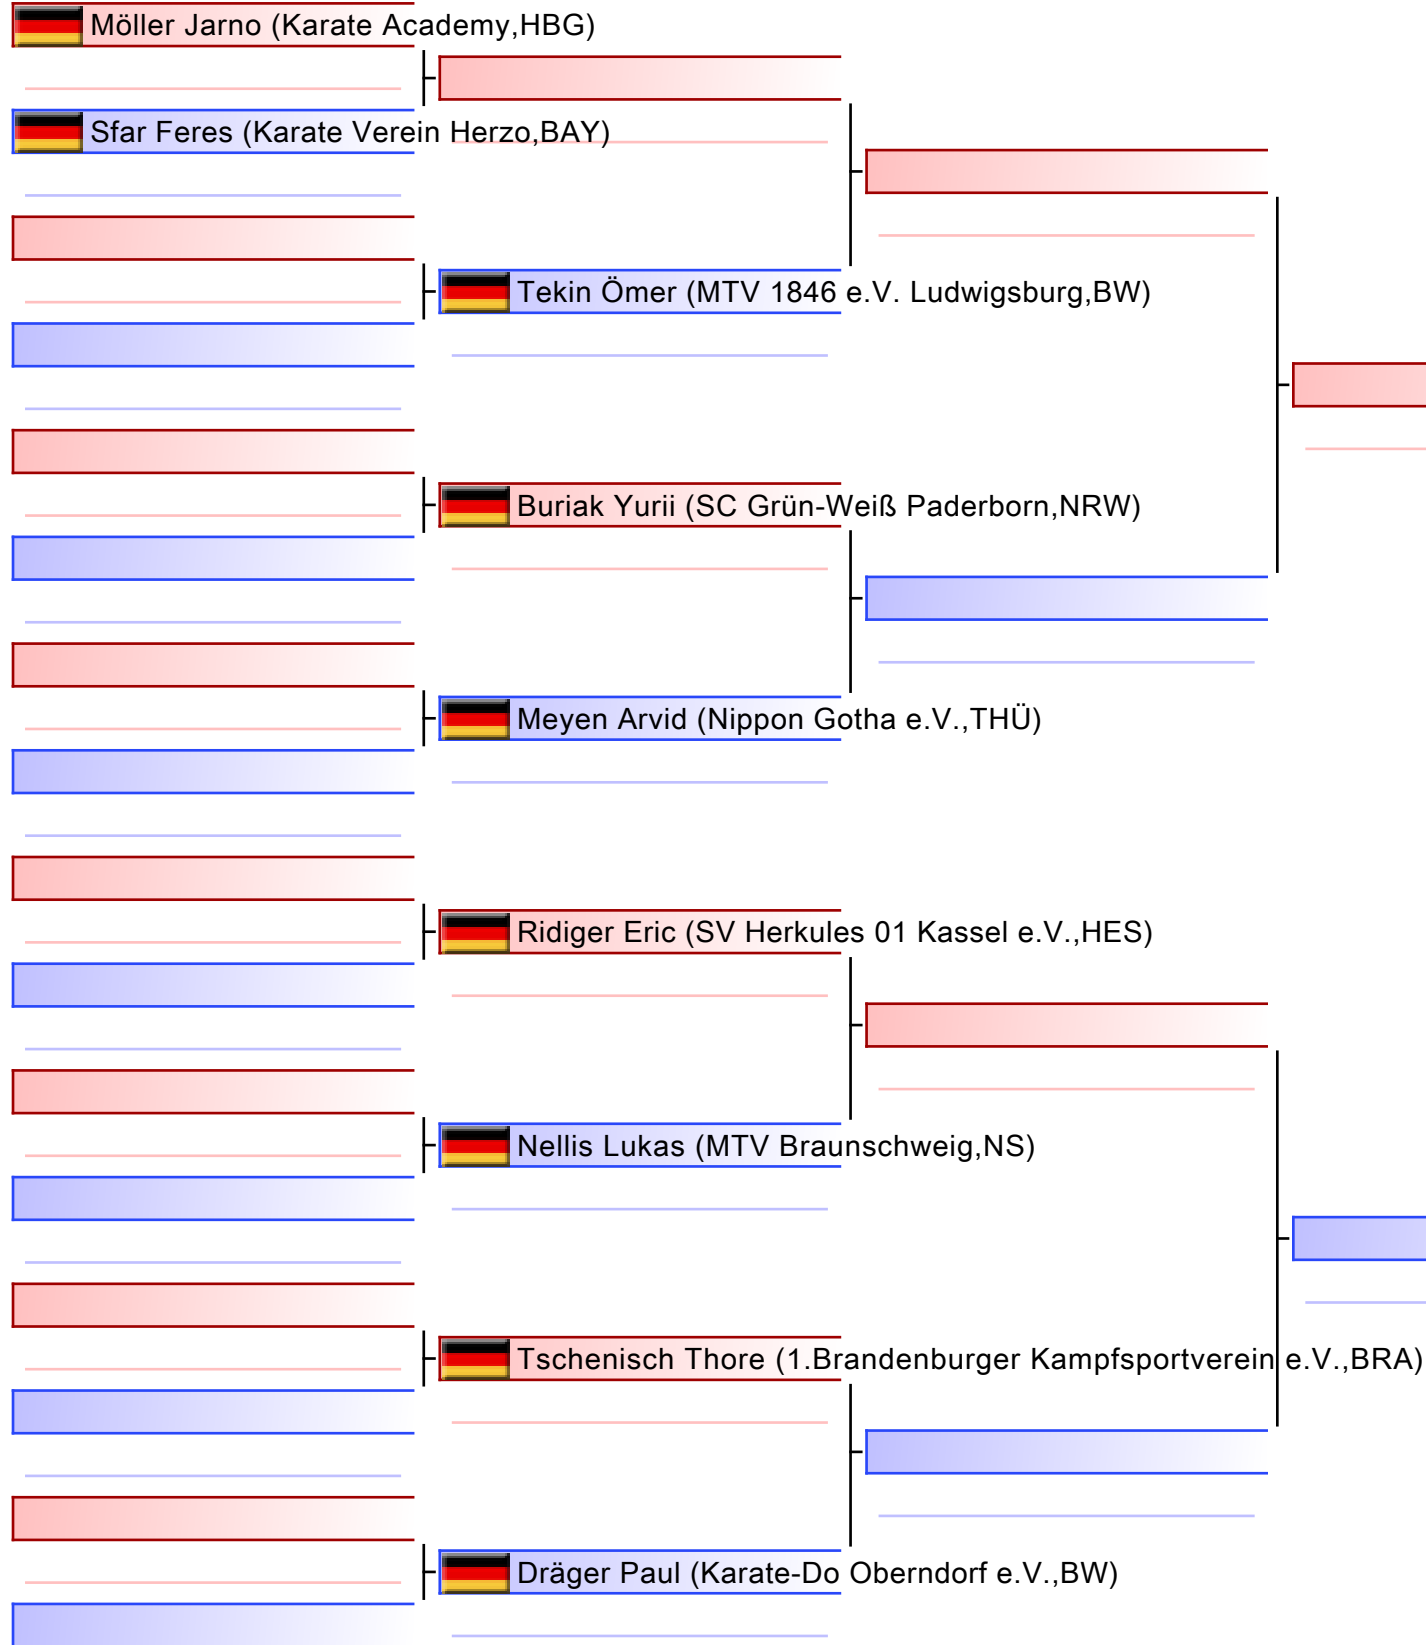 Möller Jarno (Karate Academy,HBG)
Sfar Feres (Karate Verein Herzo,BAY)
Tekin Ömer (MTV 1846 e.V. Ludwigsburg,BW)
Buriak Yurii (SC Grün-Weiß Paderborn,NRW)
Meyen Arvid (Nippon Gotha e.V.,THÜ)
Ridiger Eric (SV Herkules 01 Kassel e.V.,HES)
Nellis Lukas (MTV Braunschweig,NS)
Tschenisch Thore (1.Brandenburger Kampfsportverein e.V.,BRA)
Dräger Paul (Karate-Do Oberndorf e.V.,BW)